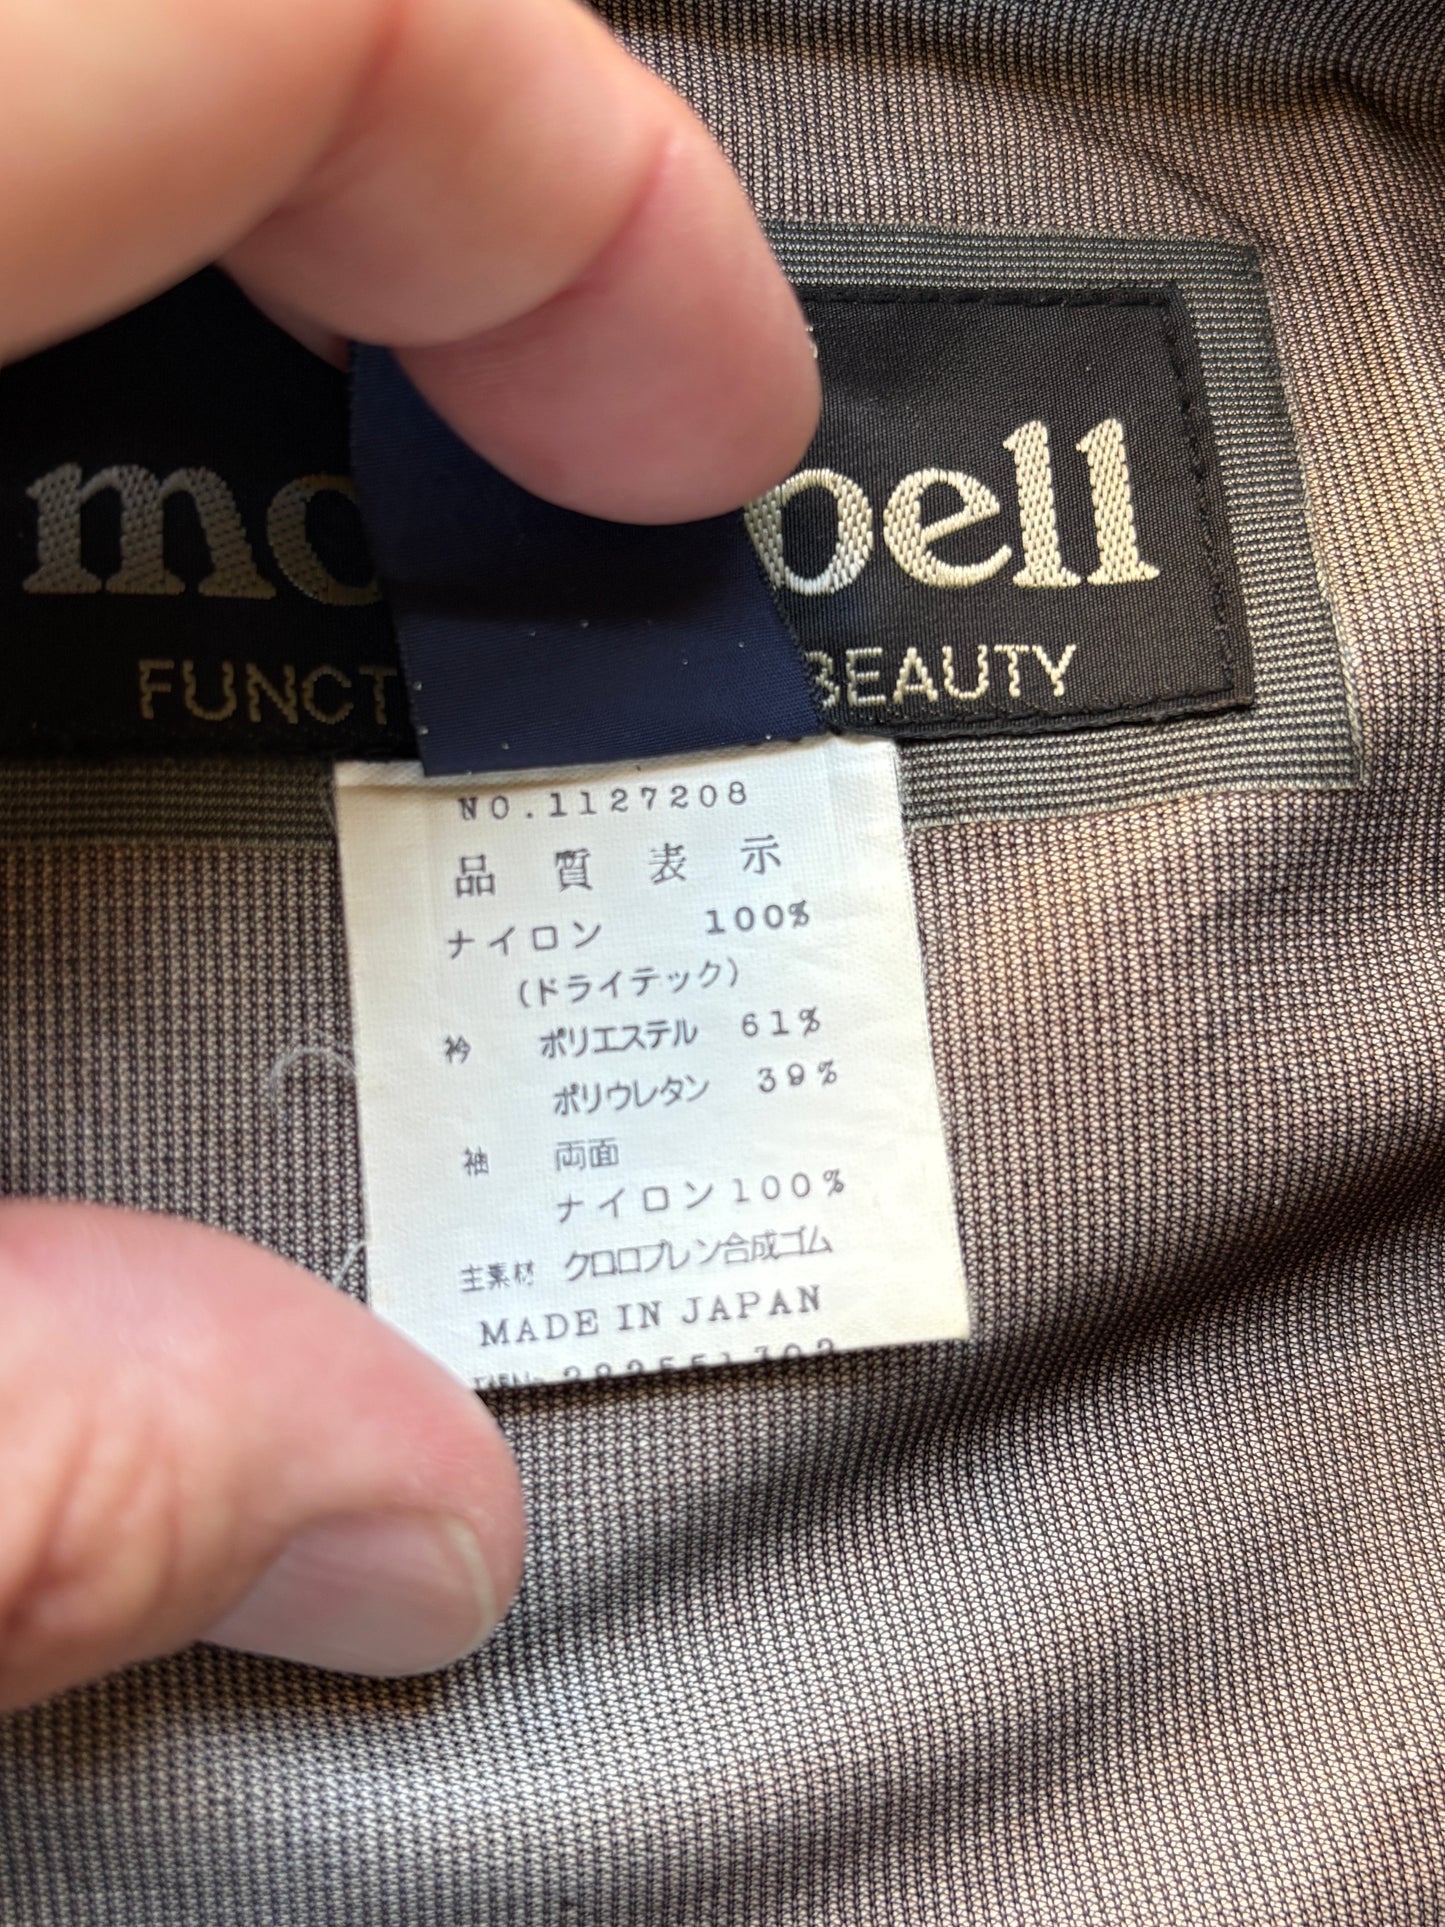 bell
BEAUTY
NO.1127208
品質表示
ナイロン 100%
(ドライテック)
衿 ポリエステル 61%
ポリウレタン 39%
袖 両面
ナイロン100%
主素材 クロロプレン合成ゴム
MADE IN JAPAN